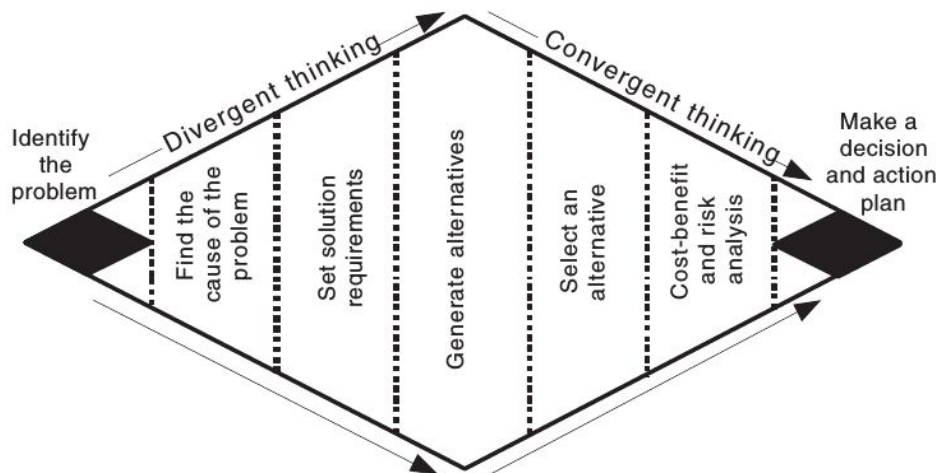 Divergent thinking
Convergent thinking
Identify
the
problem
Find the
cause of the
problem
Set solution
requirements
Generate alternatives
Select an
alternative
Cost-benefit
and risk
analysis
Make a
decision
and action
plan